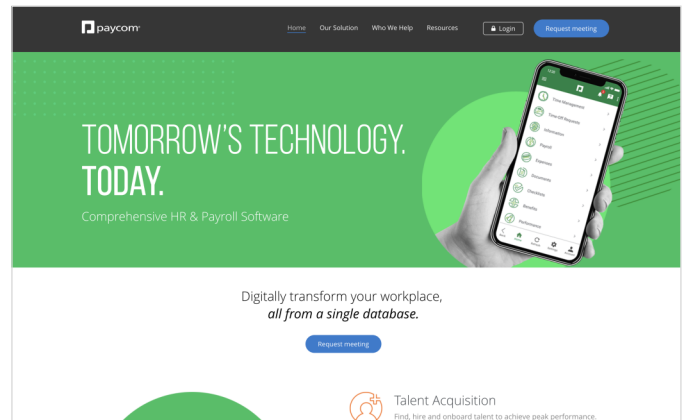 paycom
Home Our Solution Who We Help Resources Login Request meeting
TOMORROW'S TECHNOLOGY.
TODAY.
Comprehensive HR & Payroll Software
Time Management
Time-Off Requests
Information
Payroll
Expenses
Documents
Checklists
Benefits
Performance
Digitally transform your workplace,
all from a single database.
Request meeting
Talent Acquisition
Find, hire and onboard talent to achieve peak performance.